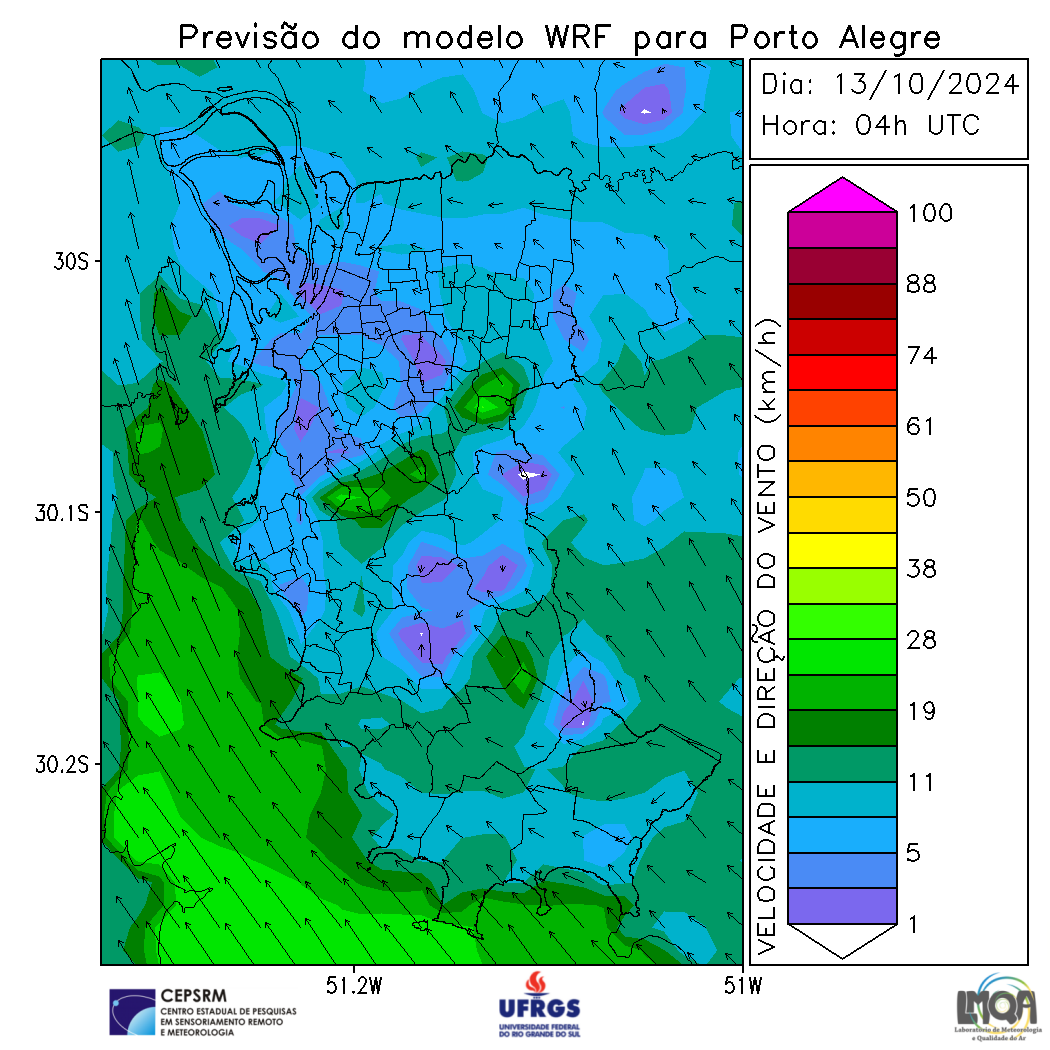 Previsão do modelo WRF para Porto Alegre
Dia: 13/10/2024
Hora: 04h UTC
30S
30.1S
30.2S
51.2W
51W
VELOCIDADE E DIREÇÃO DO VENTO (km/h)
100
88
74
61
50
38
28
19
11
5
1
CEPSRM
CENTRO ESTADUAL DE PESQUISAS
EM SENSORIAMENTO REMOTO
E METEOROLOGIA
UFRGS
UNIVERSIDADE FEDERAL
DO RIO GRANDE DO SUL
LMQA
Laboratório de Meteorologia
e Qualidade do Ar